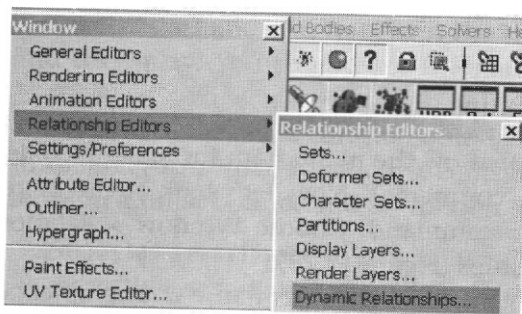 Window
General Editors
Rendering Editors
Animation Editors
Relationship Editors
Settings/Preferences
Attribute Editor...
Outliner...
Hypergraph...
Paint Effects...
UV Texture Editor...
Bodies Effects Solvers
Relationship Editors
Sets...
Deformer Sets...
Character Sets...
Partitions...
Display Layers...
Render Layers...
Dynamic Relationships...